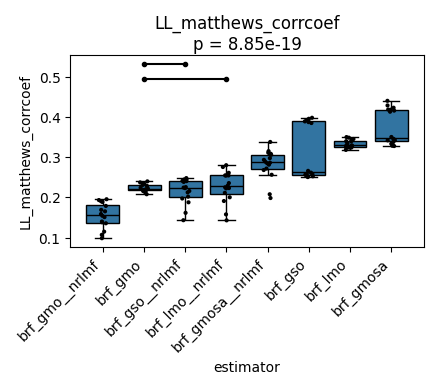 LL_matthews_corrcoef
p = 8.85e-19
LL_matthews_corrcoef
0.5
0.4
0.3
0.2
0.1
brf_gmo__nrlmf
brf_gmo
brf_gso__nrlmf
brf_lmo__nrlmf
brf_gmosa__nrlmf
brf_gso
brf_lmo
brf_gmosa
estimator